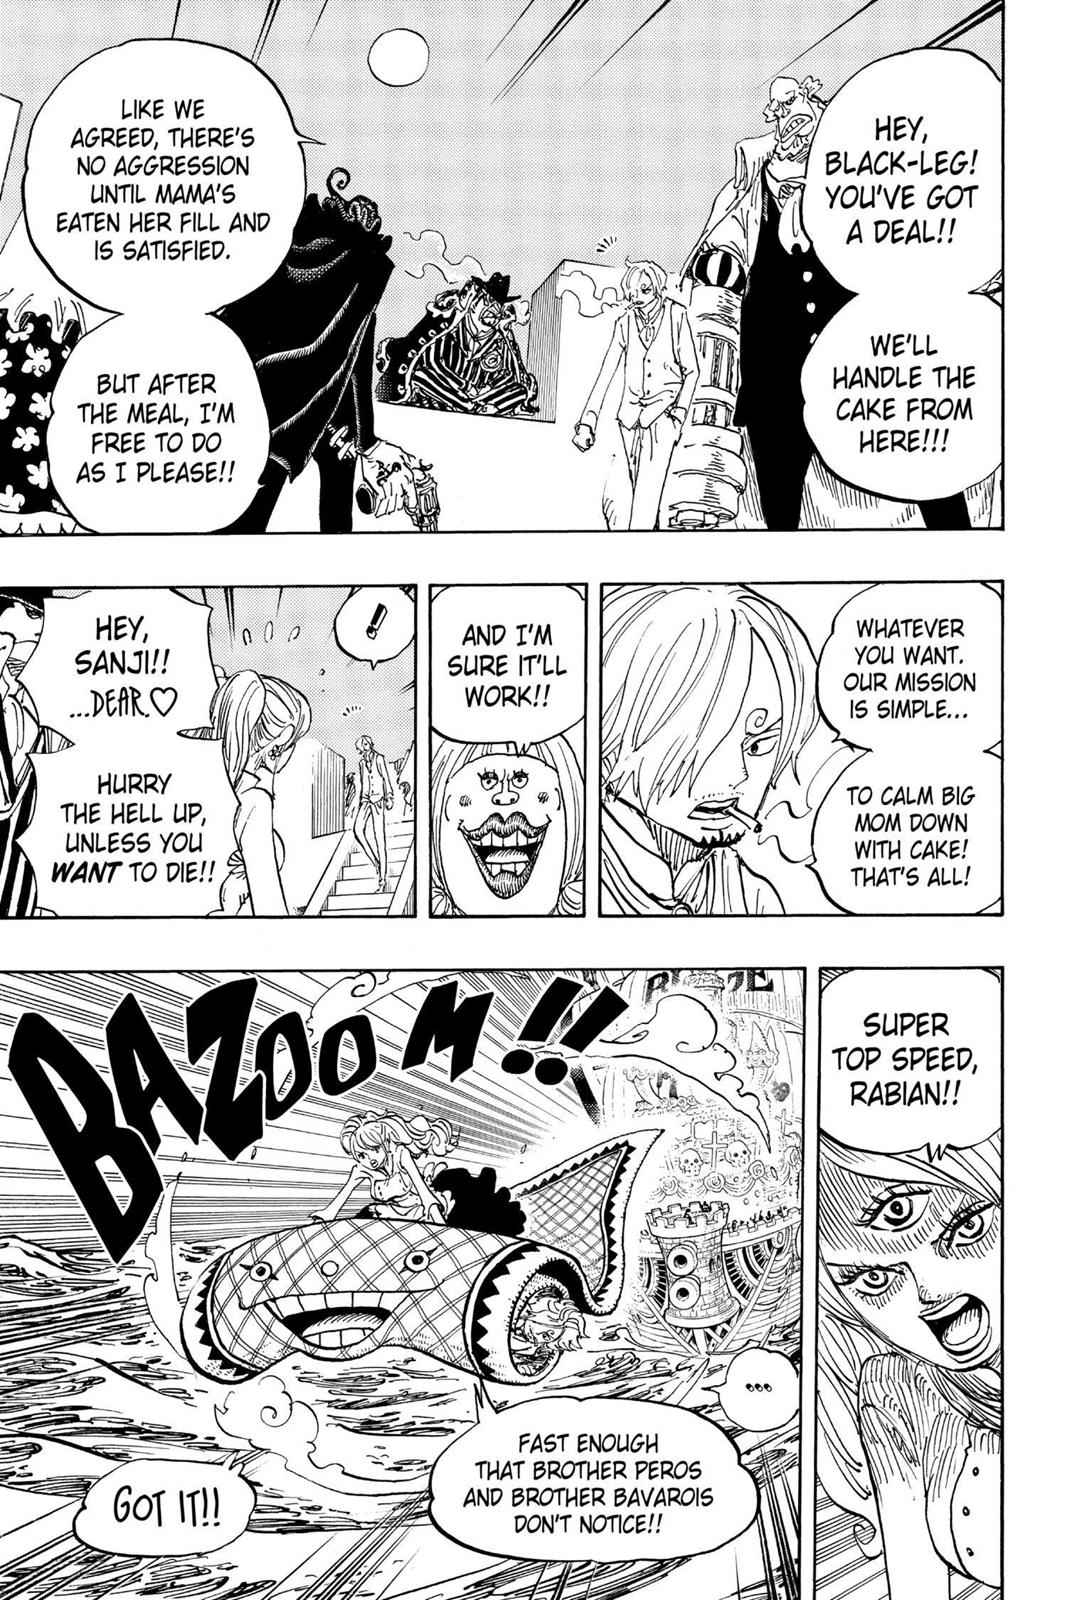 HEY,
BLACK-LEG!
YOU'VE GOT
A DEAL!!
WE'LL
HANDLE THE
CAKE FROM
HERE!!!
LIKE WE
AGREED, THERE'S
NO AGGRESSION
UNTIL MAMA'S
EATEN HER FILL AND
IS SATISFIED.
BUT AFTER
THE MEAL, I'M
FREE TO DO
AS I PLEASE!!
WHATEVER
YOU WANT.
OUR MISSION
IS SIMPLE...
TO CALM BIG
MOM DOWN
WITH CAKE!
THAT'S ALL!
AND I'M
SURE IT'LL
WORK!!
!
HEY,
SANJI!!
...DEAR.♡
HURRY
THE HELL UP,
UNLESS YOU
WANT TO DIE!!
SUPER
TOP SPEED,
RABIAN!!
BAZOOM!!
...
FAST ENOUGH
THAT BROTHER PEROS
AND BROTHER BAVAROIS
DON'T NOTICE!!
GOT IT!!